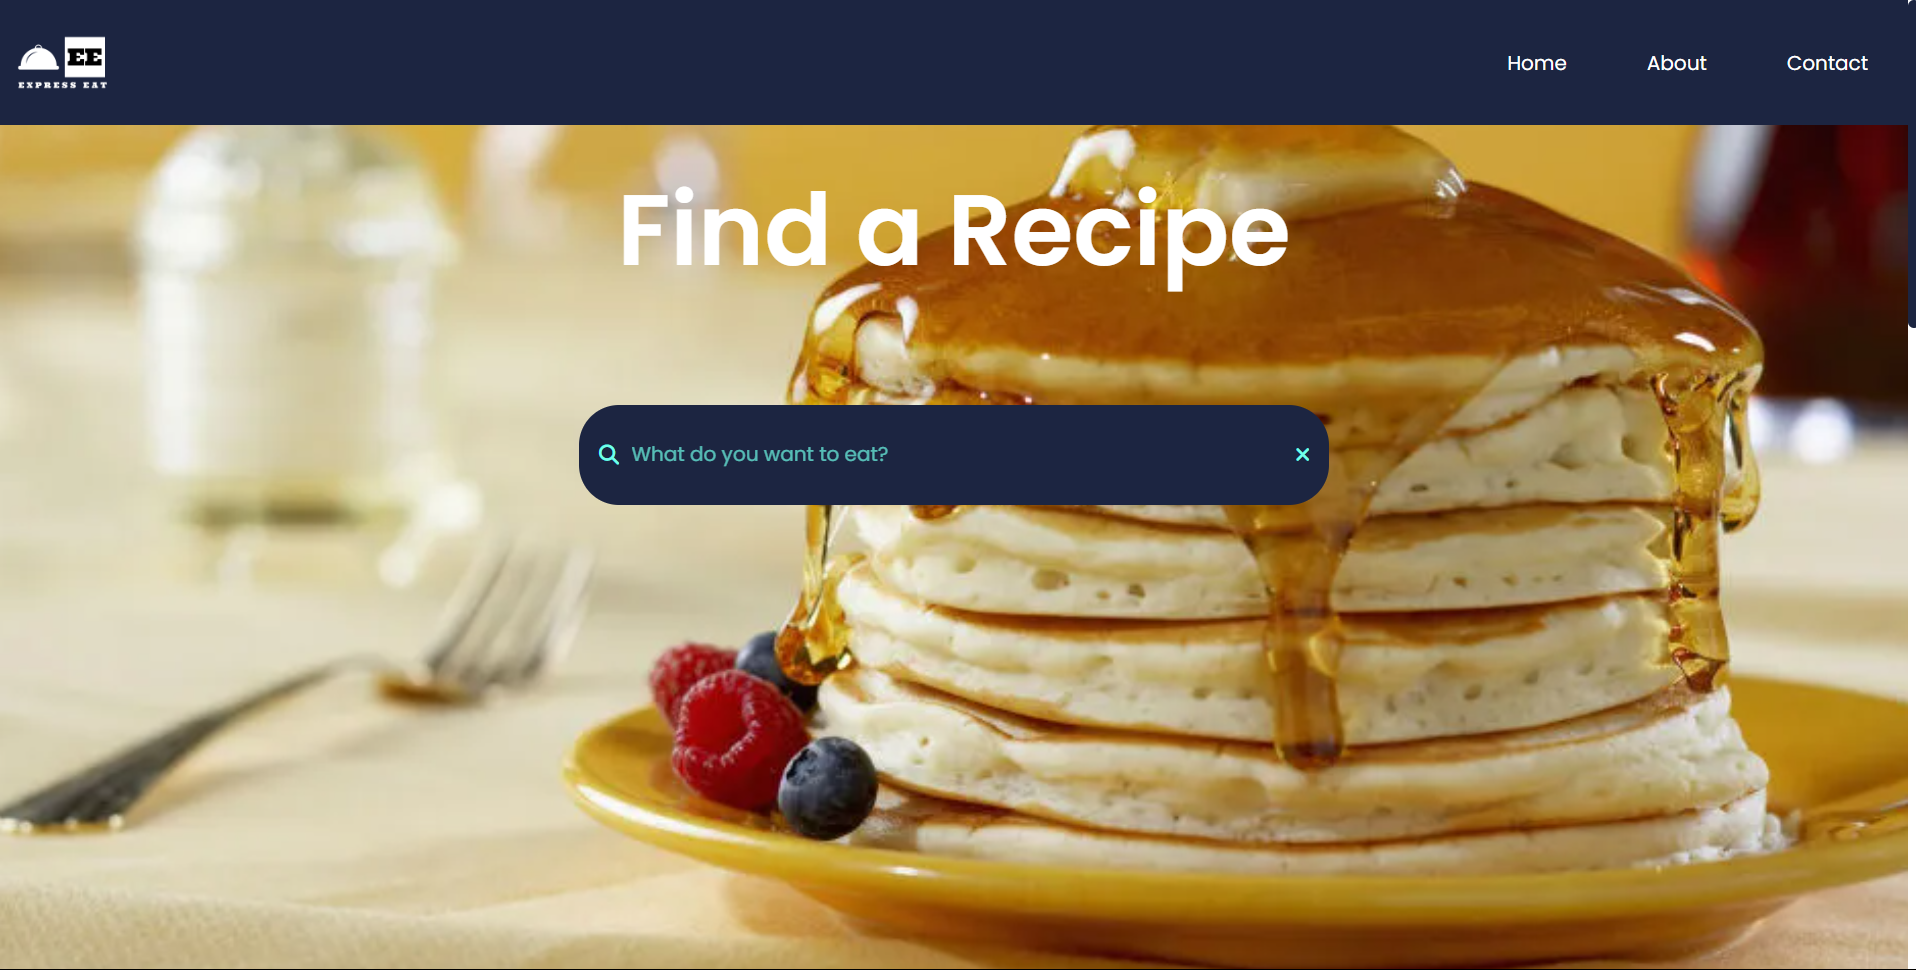 EE
EXPRESS EAT
Home
About
Contact
Find a Recipe
What do you want to eat?